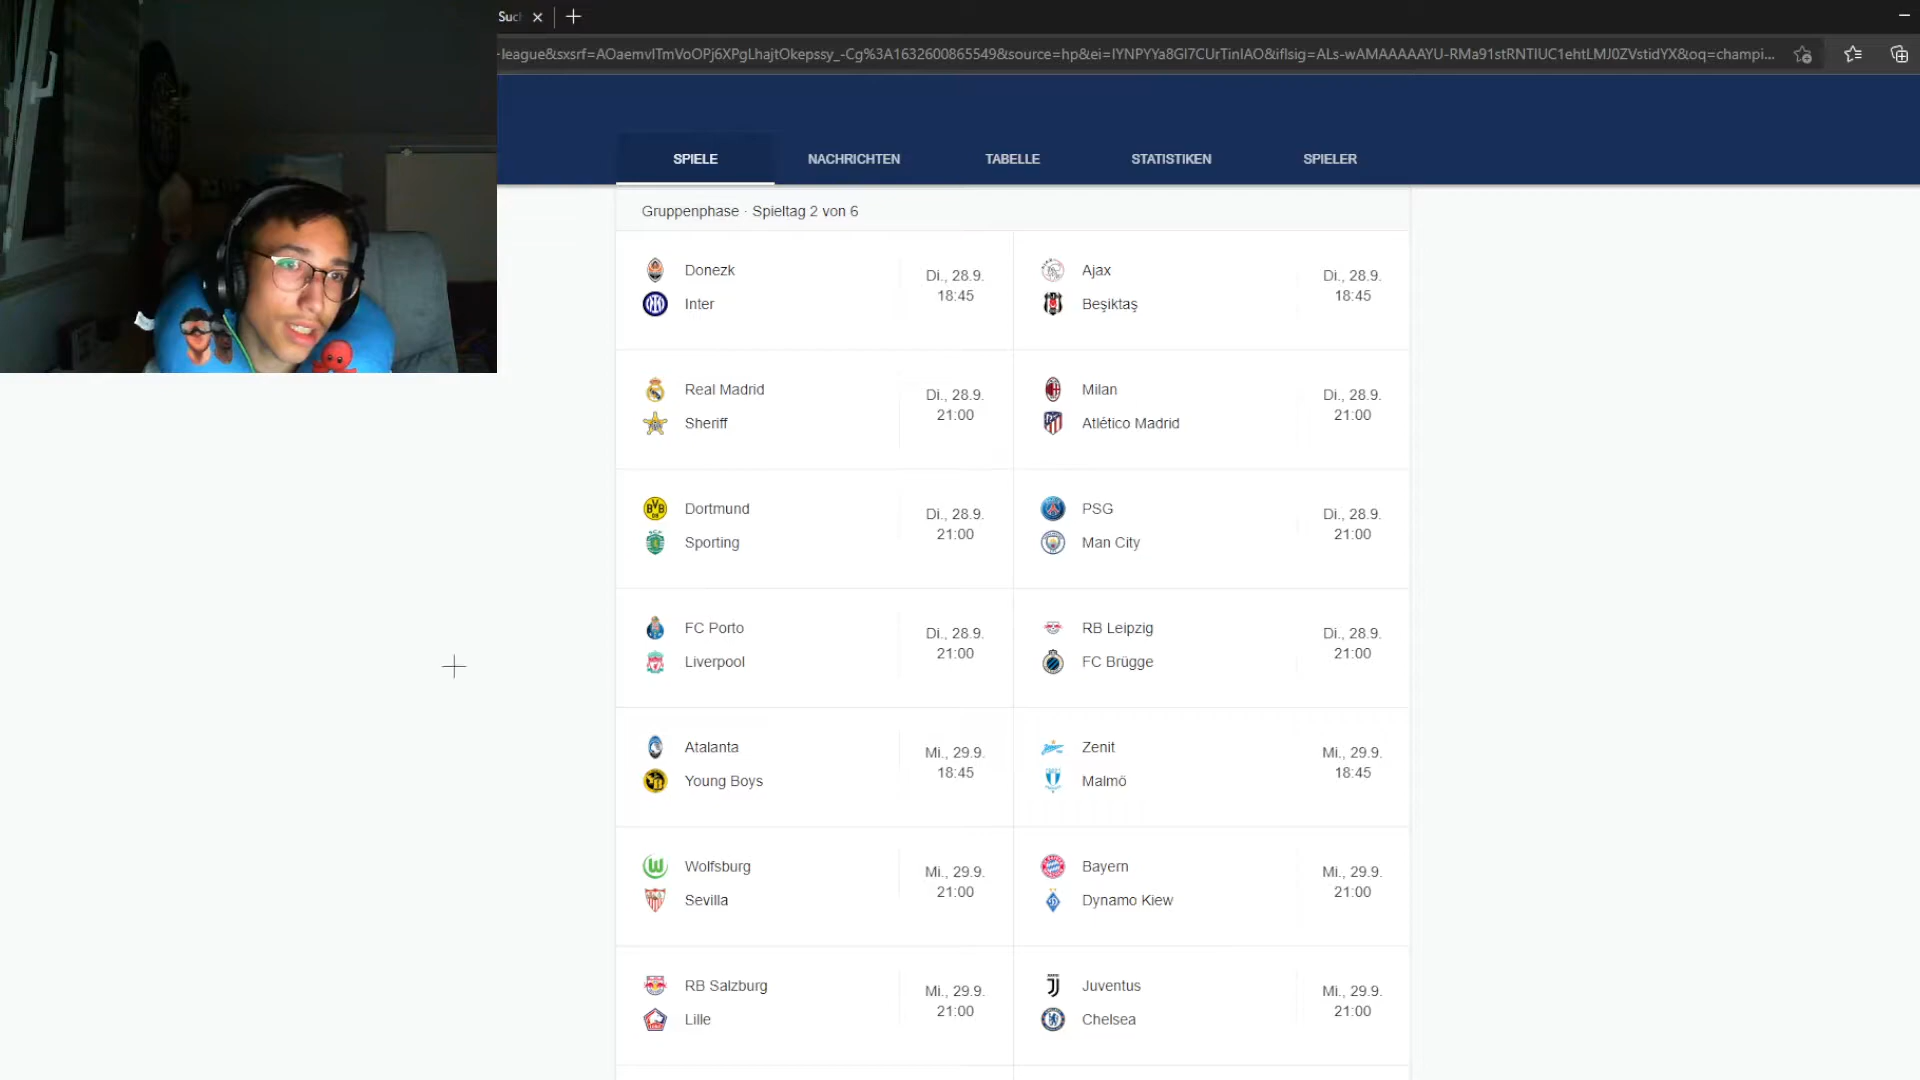 Suc
-league&sxsrf=AOaemvITmVoOPj6XPgLhajtOkepssy_-Cg%3A1632600865549&source=hp&ei=IYNPYYa8GI7CUrTinIAO&iflsig=ALs-wAMAAAAAYU-RMa91stRNTIUC1ehtLMJ0ZVstidYX&oq=champi...
SPIELE NACHRICHTEN TABELLE STATISTIKEN SPIELER
Gruppenphase · Spieltag 2 von 6
Donezk
Inter
Di., 28.9.
18:45
Ajax
Beşiktaş
Di., 28.9.
18:45
Real Madrid
Sheriff
Di., 28.9.
21:00
Milan
Atlético Madrid
Di., 28.9.
21:00
Dortmund
Sporting
Di., 28.9.
21:00
PSG
Man City
Di., 28.9.
21:00
FC Porto
Liverpool
Di., 28.9.
21:00
RB Leipzig
FC Brügge
Di., 28.9.
21:00
Atalanta
Young Boys
Mi., 29.9.
18:45
Zenit
Malmö
Mi., 29.9.
18:45
Wolfsburg
Sevilla
Mi., 29.9.
21:00
Bayern
Dynamo Kiew
Mi., 29.9.
21:00
RB Salzburg
Lille
Mi., 29.9.
21:00
Juventus
Chelsea
Mi., 29.9.
21:00